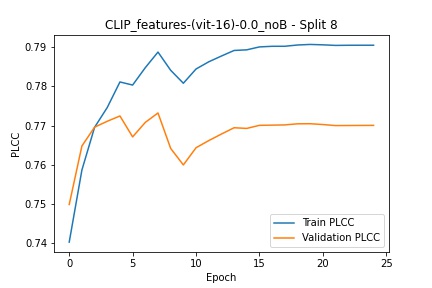 CLIP_features-(vit-16)-0.0_noB - Split 8
PLCC
0.79
0.78
0.77
0.76
0.75
0.74
0 5 10 15 20 25
Epoch
Train PLCC
Validation PLCC